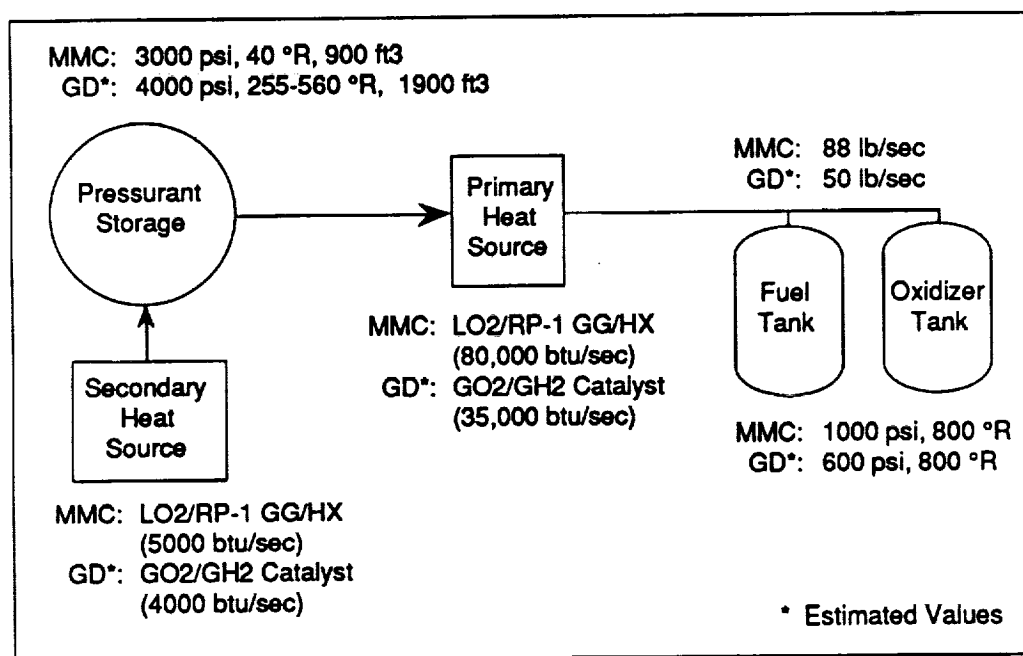 MMC: 3000 psi, 40 °R, 900 ft3
GD*: 4000 psi, 255-560 °R, 1900 ft3
Pressurant
Storage
Primary
Heat
Source
MMC: 88 lb/sec
GD*: 50 lb/sec
Fuel
Tank
Oxidizer
Tank
MMC: LO2/RP-1 GG/HX
(80,000 btu/sec)
GD*: GO2/GH2 Catalyst
(35,000 btu/sec)
Secondary
Heat
Source
MMC: 1000 psi, 800 °R
GD*: 600 psi, 800 °R
MMC: LO2/RP-1 GG/HX
(5000 btu/sec)
GD*: GO2/GH2 Catalyst
(4000 btu/sec)
* Estimated Values